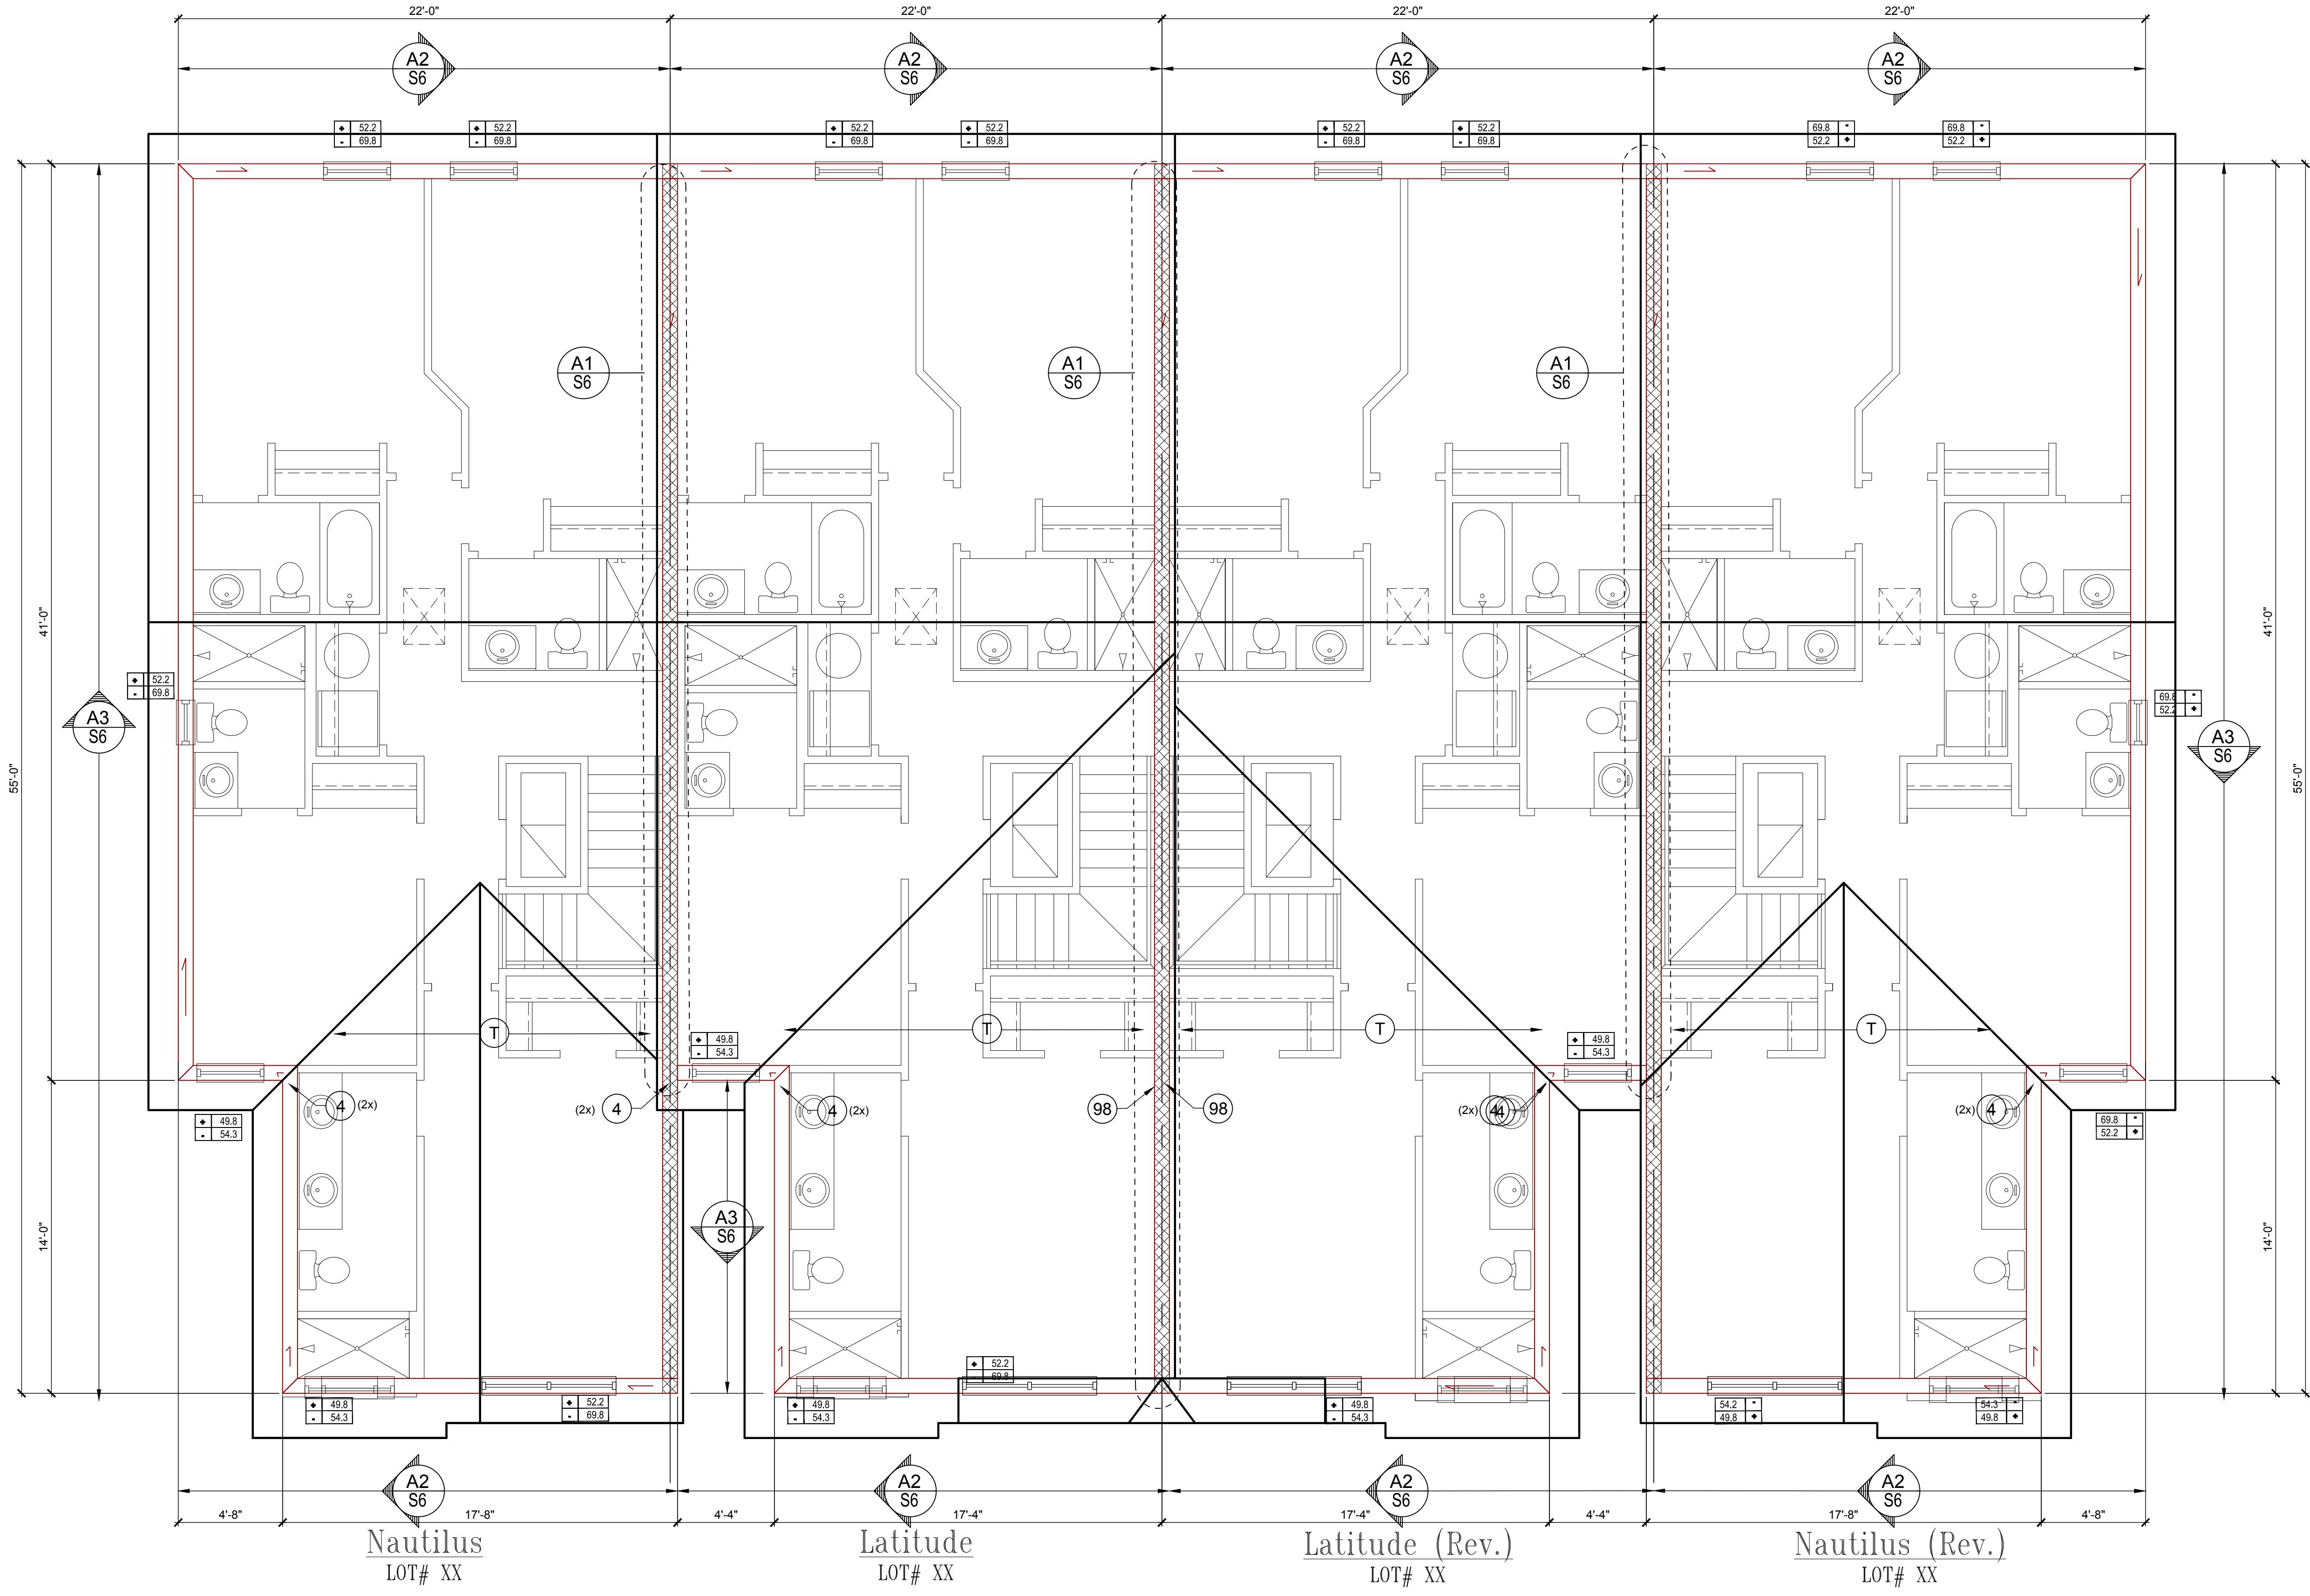 22'-0" 22'-0" 22'-0" 22'-0"
A2 A2 A2 A2
S6 S6 S6 S6
52.2 52.2 52.2 52.2 52.2 52.2 69.8 69.8
69.8 69.8 69.8 69.8 69.8 69.8 52.2 52.2
A1 A1 A1
S6 S6 S6
41'-0" 41'-0"
52.2 69.8
69.8 52.2
A3 A3
S6 S6
55'-0" 55'-0"
T T T T
49.8 49.8
54.3 54.3
4 (2x) (2x) 4 4 (2x) 98 98 (2x) 4 4 (2x) 4
49.8 69.8
54.3 52.2
A3
S6
14'-0" 14'-0"
52.2
69.8
49.8 52.2 49.8 49.8 54.2 54.3
54.3 69.8 54.3 54.3 49.8 49.8
A2 A2 A2 A2
S6 S6 S6 S6
4'-8" 17'-8" 4'-4" 17'-4" 17'-4" 4'-4" 17'-8" 4'-8"
Nautilus Latitude Latitude (Rev.) Nautilus (Rev.)
LOT# XX LOT# XX LOT# XX LOT# XX